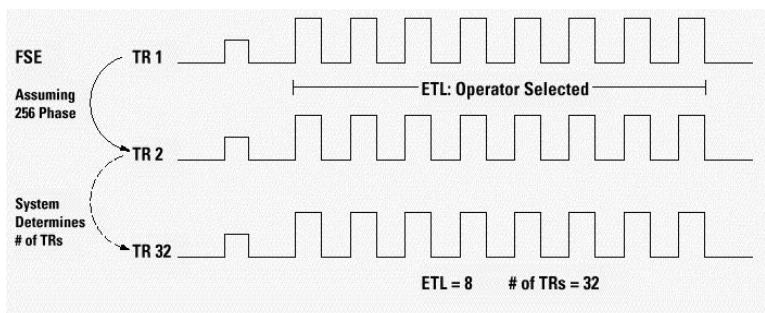 FSE
TR 1
ETL: Operator Selected
Assuming
256 Phase
TR 2
System
Determines
# of TRs
TR 32
ETL = 8 # of TRs = 32